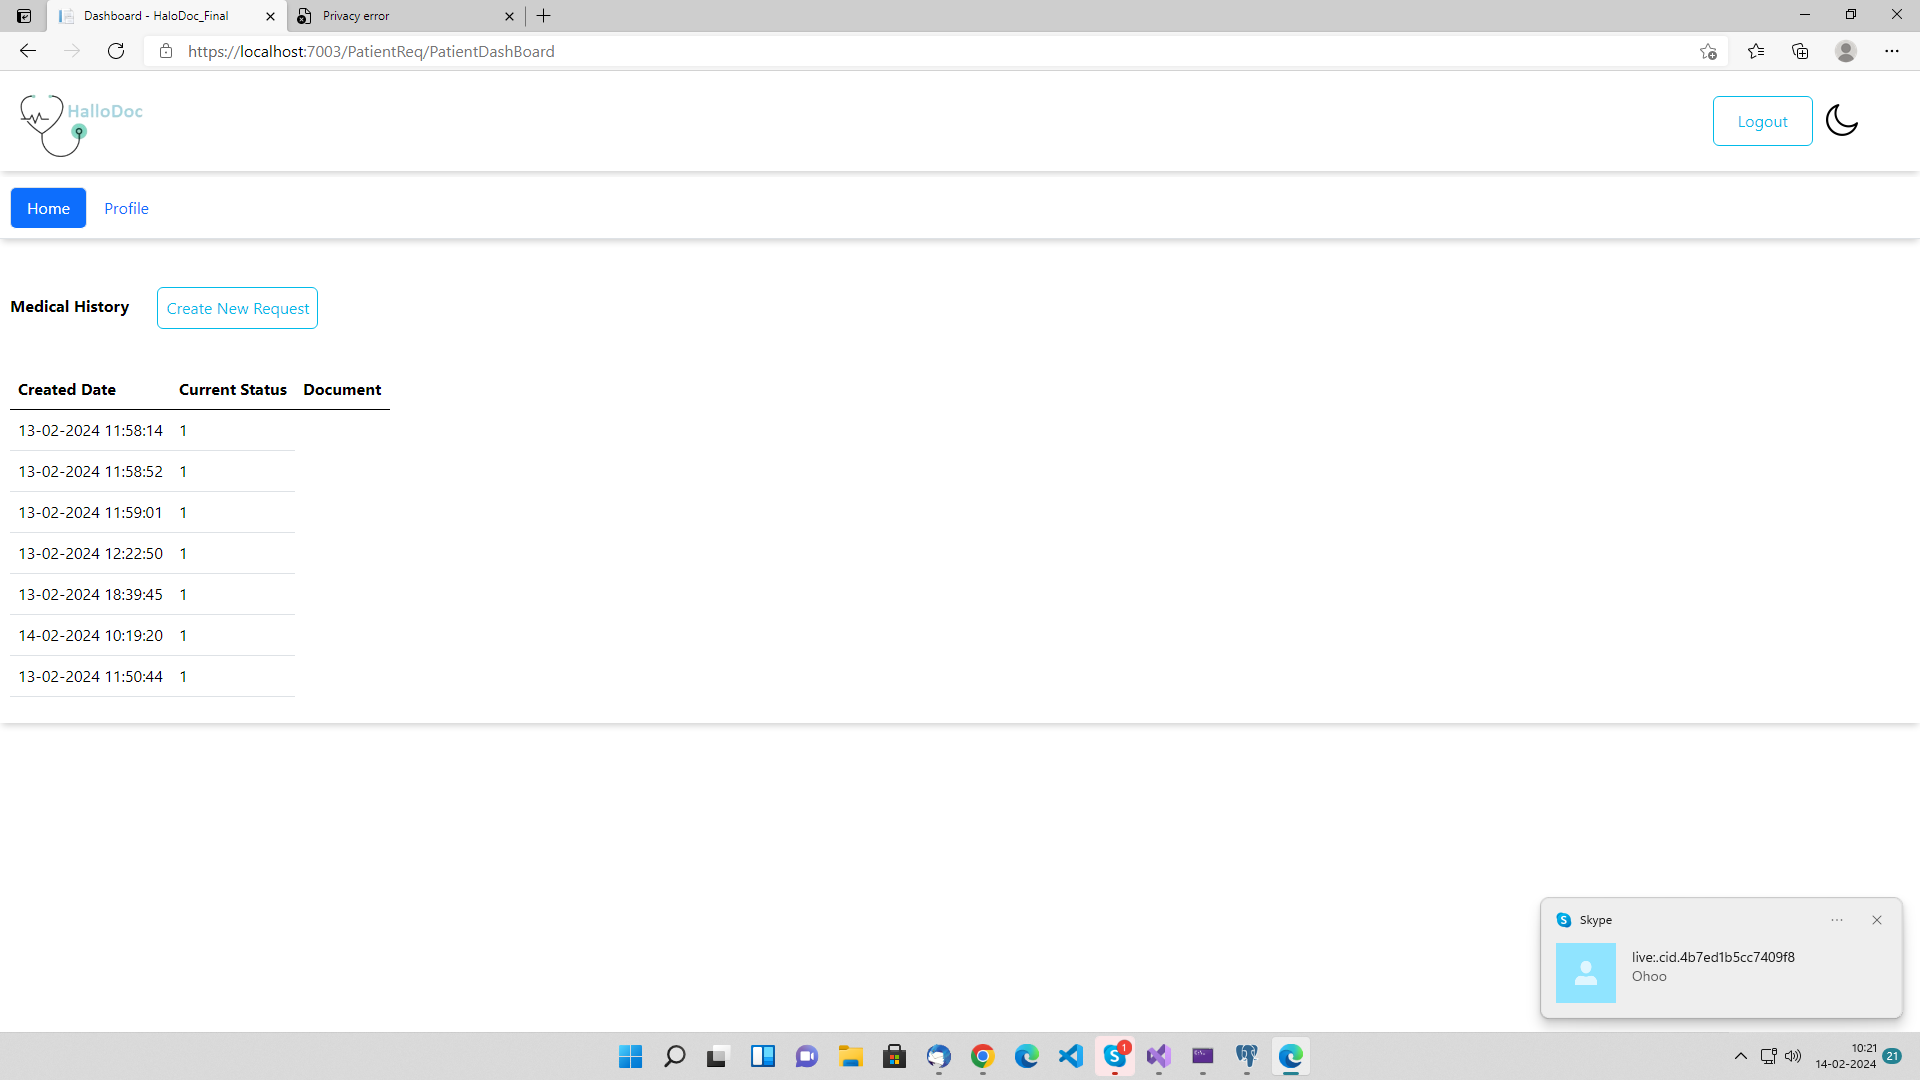 Dashboard - HaloDoc_Final
Privacy error
https://localhost:7003/PatientReq/PatientDashBoard
HalloDoc
Logout
Home
Profile
Medical History
Create New Request
Created Date Current Status Document
13-02-2024 11:58:14 1
13-02-2024 11:58:52 1
13-02-2024 11:59:01 1
13-02-2024 12:22:50 1
13-02-2024 18:39:45 1
14-02-2024 10:19:20 1
13-02-2024 11:50:44 1
Skype
live:.cid.4b7ed1b5cc7409f8
Ohoo
1
10:21
14-02-2024
21